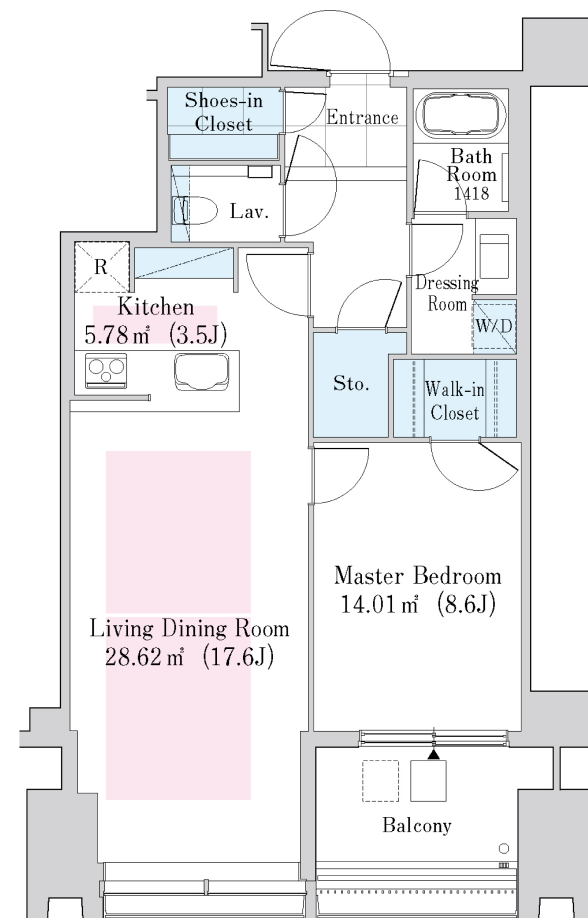 Shoes-in
Closet
Entrance
Bath
Room
1418
Lav.
R
Kitchen
5.78㎡ (3.5J)
Dressing
Room
W/D
Sto.
Walk-in
Closet
Master Bedroom
14.01㎡ (8.6J)
Living Dining Room
28.62㎡ (17.6J)
Balcony